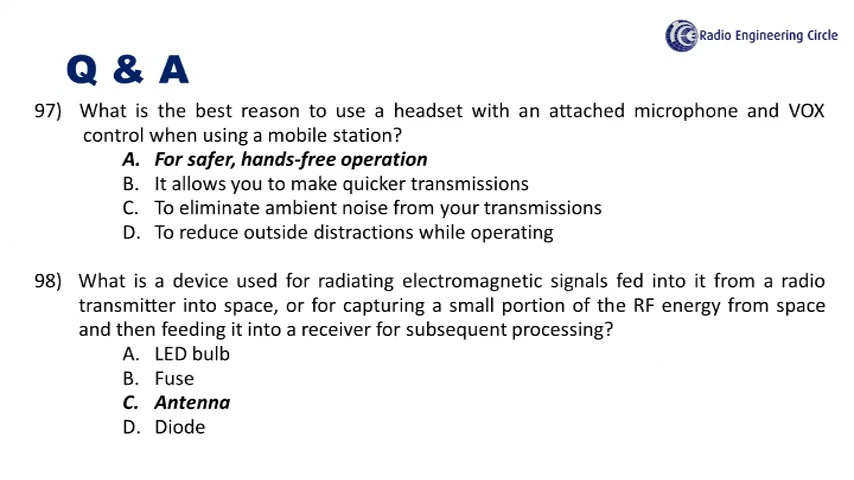 Radio Engineering Circle
Q & A
97) What is the best reason to use a headset with an attached microphone and VOX
control when using a mobile station?
A. For safer, hands-free operation
B. It allows you to make quicker transmissions
C. To eliminate ambient noise from your transmissions
D. To reduce outside distractions while operating
98) What is a device used for radiating electromagnetic signals fed into it from a radio
transmitter into space, or for capturing a small portion of the RF energy from space
and then feeding it into a receiver for subsequent processing?
A. LED bulb
B. Fuse
C. Antenna
D. Diode